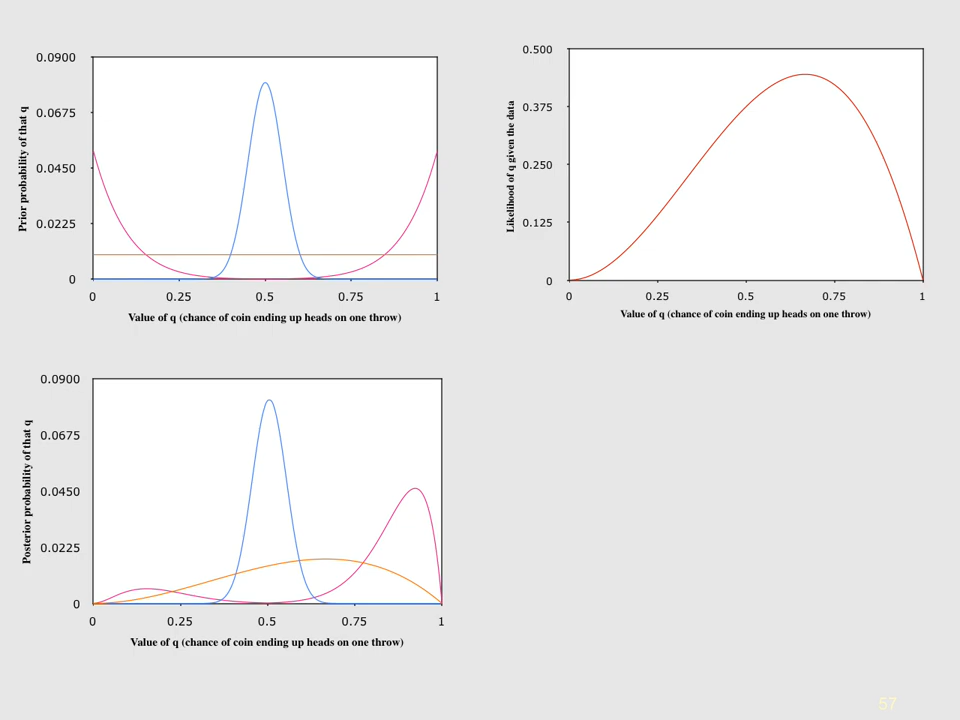 0.0900
0.0675
0.0450
0.0225
0
Prior probability of that q
0 0.25 0.5 0.75 1
Value of q (chance of coin ending up heads on one throw)
0.500
0.375
0.250
0.125
0
Likelihood of q given the data
0 0.25 0.5 0.75 1
Value of q (chance of coin ending up heads on one throw)
0.0900
0.0675
0.0450
0.0225
0
Posterior probability of that q
0 0.25 0.5 0.75 1
Value of q (chance of coin ending up heads on one throw)
57